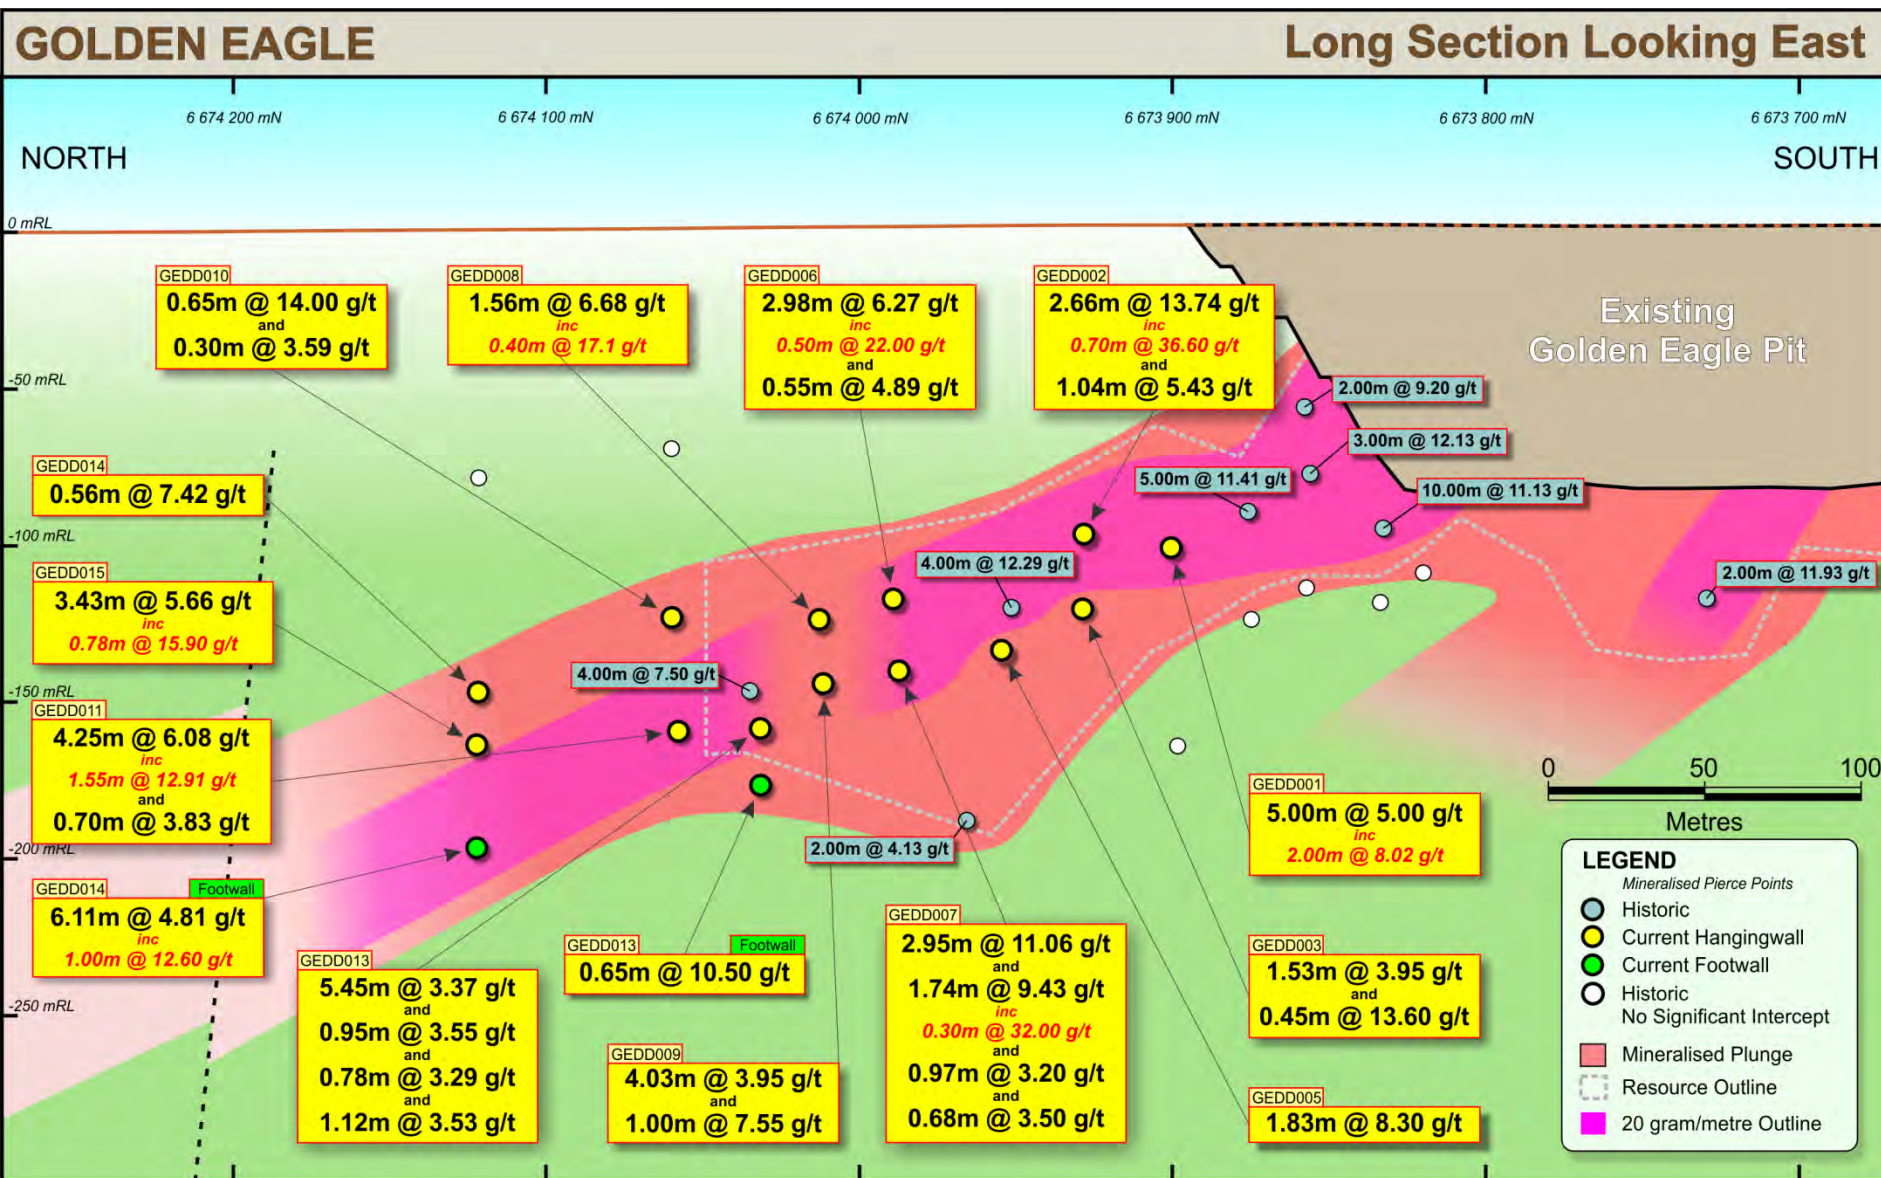 GOLDEN EAGLE
Long Section Looking East
6 674 200 mN
6 674 100 mN
6 674 000 mN
6 673 900 mN
6 673 800 mN
6 673 700 mN
NORTH
SOUTH
0 mRL
-50 mRL
-100 mRL
-150 mRL
-200 mRL
-250 mRL
GEDD010
0.65m @ 14.00 g/t
and
0.30m @ 3.59 g/t
GEDD008
1.56m @ 6.68 g/t
inc
0.40m @ 17.1 g/t
GEDD006
2.98m @ 6.27 g/t
inc
0.50m @ 22.00 g/t
and
0.55m @ 4.89 g/t
GEDD002
2.66m @ 13.74 g/t
inc
0.70m @ 36.60 g/t
and
1.04m @ 5.43 g/t
Existing
Golden Eagle Pit
2.00m @ 9.20 g/t
3.00m @ 12.13 g/t
5.00m @ 11.41 g/t
10.00m @ 11.13 g/t
4.00m @ 12.29 g/t
2.00m @ 11.93 g/t
4.00m @ 7.50 g/t
2.00m @ 4.13 g/t
GEDD014
0.56m @ 7.42 g/t
GEDD015
3.43m @ 5.66 g/t
inc
0.78m @ 15.90 g/t
GEDD011
4.25m @ 6.08 g/t
inc
1.55m @ 12.91 g/t
and
0.70m @ 3.83 g/t
GEDD014
Footwall
6.11m @ 4.81 g/t
inc
1.00m @ 12.60 g/t
GEDD013
5.45m @ 3.37 g/t
and
0.95m @ 3.55 g/t
and
0.78m @ 3.29 g/t
and
1.12m @ 3.53 g/t
GEDD013
Footwall
0.65m @ 10.50 g/t
GEDD009
4.03m @ 3.95 g/t
and
1.00m @ 7.55 g/t
GEDD007
2.95m @ 11.06 g/t
and
1.74m @ 9.43 g/t
inc
0.30m @ 32.00 g/t
and
0.97m @ 3.20 g/t
and
0.68m @ 3.50 g/t
GEDD001
5.00m @ 5.00 g/t
inc
2.00m @ 8.02 g/t
GEDD003
1.53m @ 3.95 g/t
and
0.45m @ 13.60 g/t
GEDD005
1.83m @ 8.30 g/t
0
50
100
Metres
LEGEND
Mineralised Pierce Points
Historic
Current Hangingwall
Current Footwall
Historic
No Significant Intercept
Mineralised Plunge
Resource Outline
20 gram/metre Outline